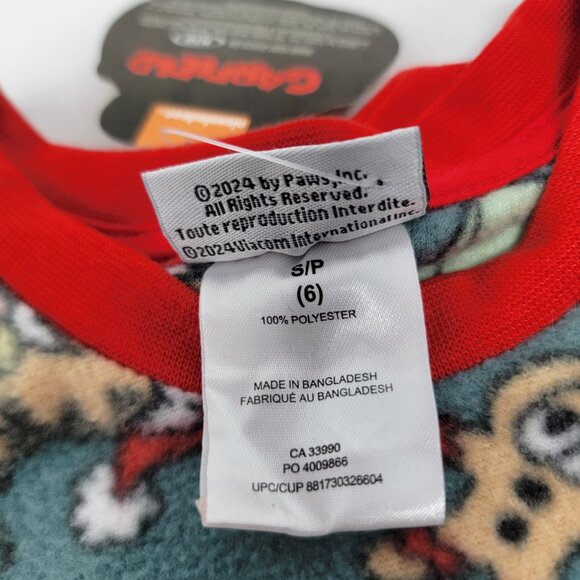 GARFIELD
Nickelodeon
©2024 by Paws, Inc.
All Rights Reserved.
Toute reproduction Interdite.
©2024 Viacom International Inc.
S/P
(6)
100% POLYESTER
MADE IN BANGLADESH
FABRIQUÉ AU BANGLADESH
CA 33990
PO 4009866
UPC/CUP 881730326604